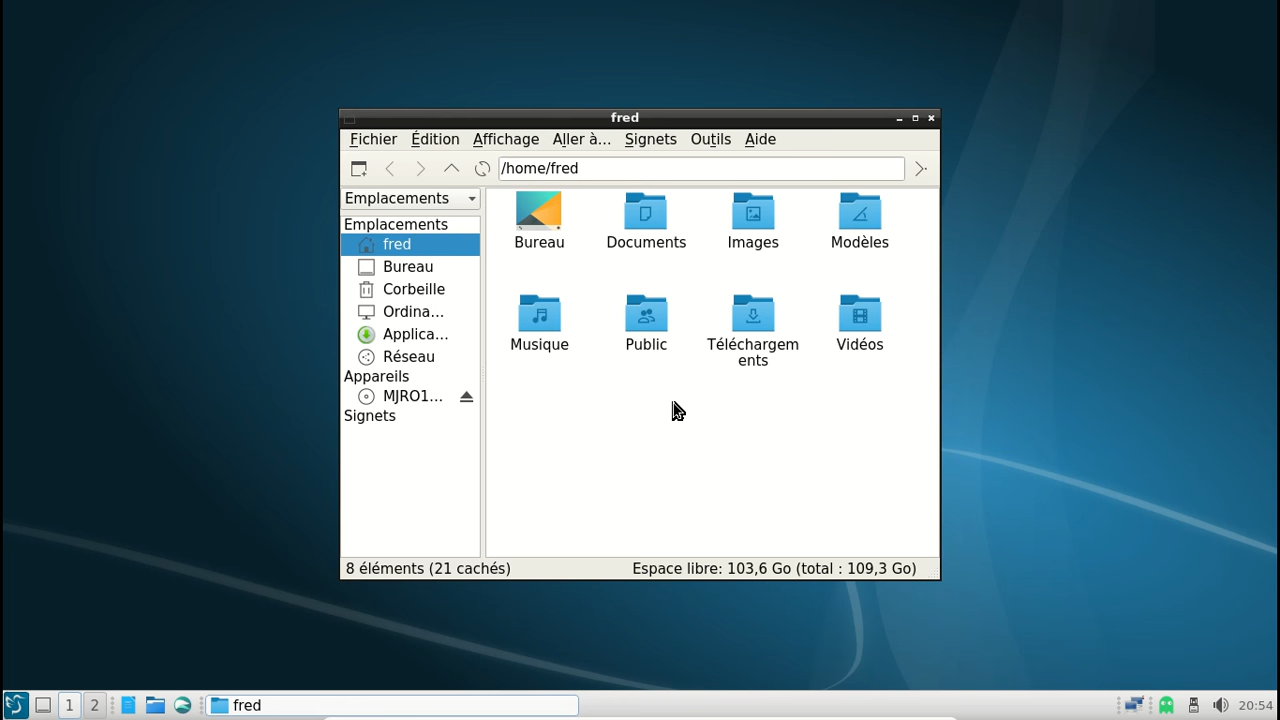 fred
Fichier Édition Affichage Aller à... Signets Outils Aide
/home/fred
Emplacements
Emplacements
fred
Bureau
Corbeille
Ordina...
Applica...
Réseau
Appareils
MJRO1...
Signets
Bureau Documents Images Modèles
Musique Public Téléchargem Vidéos
ents
8 éléments (21 cachés) Espace libre: 103,6 Go (total : 109,3 Go)
1 2 fred 20:54